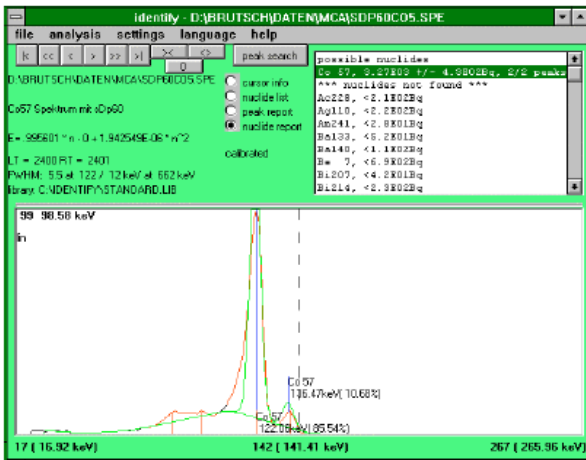 identify - D:\BRUTSCH\DATEN\MCA\SDP60CO5.SPE
file analysis settings language help
|< << < > >> >| >< <> peak search
0
D:\BRUTSCH\DATEN\MCA\SDP60CO5.SPE
Co57 Spektrum mit sDp60
E=.995601 * n - 0 + 1.942549E-06 * n^2
LT = 2400 RT = 2401
FWHM: 5.5 at 122 / 12 keV at 662 keV
library: C:\IDENTIFY\STANDARD.LIB
cursor info
nuclide list
peak report
nuclide report
calibrated
possible nuclides
Co 57, 3.27E03 +/- 4.9802Bq, 2/2 peaks
*** nuclides not found ***
Ac228, <2.1E02Bq
Ag110, <2.2E02Bq
Am241, <2.8E01Bq
Ba133, <5.2E01Bq
Ba140, <1.1E02Bq
Be 7, <6.9E02Bq
Bi207, <4.2E01Bq
Bi214, <2.3E02Bq
99 98.58 keV
lin
Co 57
136.47keV( 10.68%)
Co 57
122.06keV( 85.54%)
17 ( 16.92 keV) 142 ( 141.41 keV) 267 ( 265.96 keV)